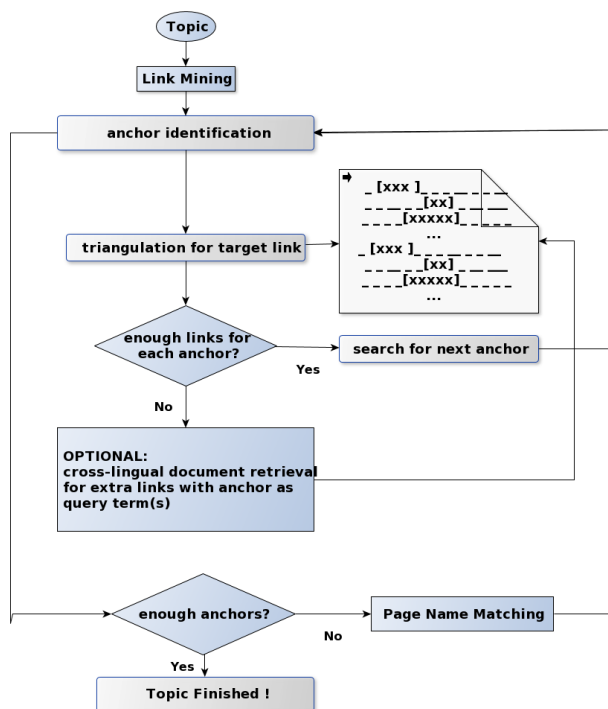 Topic
Link Mining
anchor identification
_ [xxx ]_ _ _ _ _ _ _
_ _ _ _ _ _[xx] _ _ _ _
_ _ _ _[xxxxx]_ _ _ _ _
...
_ [xxx ]_ _ _ _ _ _ _
_ _ _ _ _ _[xx] _ _ _ _
_ _ _ _[xxxxx]_ _ _ _ _
...
triangulation for target link
enough links for
each anchor?
Yes
search for next anchor
No
OPTIONAL:
cross-lingual document retrieval
for extra links with anchor as
query term(s)
enough anchors?
No
Page Name Matching
Yes
Topic Finished !